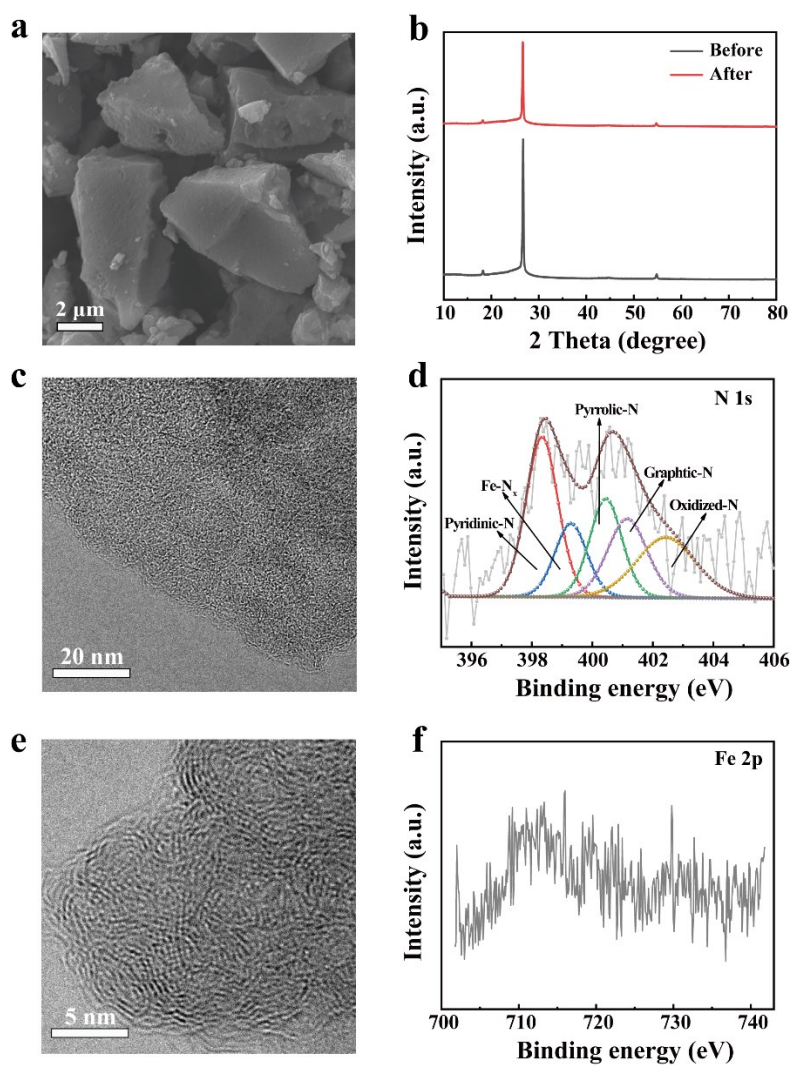 a
2 μm
b
Before
After
Intensity (a.u.)
10 20 30 40 50 60 70 80
2 Theta (degree)
c
20 nm
d
N 1s
Pyrrolic-N
Graphtic-N
Fe-Nₓ
Oxidized-N
Pyridinic-N
Intensity (a.u.)
396 398 400 402 404 406
Binding energy (eV)
e
5 nm
f
Fe 2p
Intensity (a.u.)
700 710 720 730 740
Binding energy (eV)